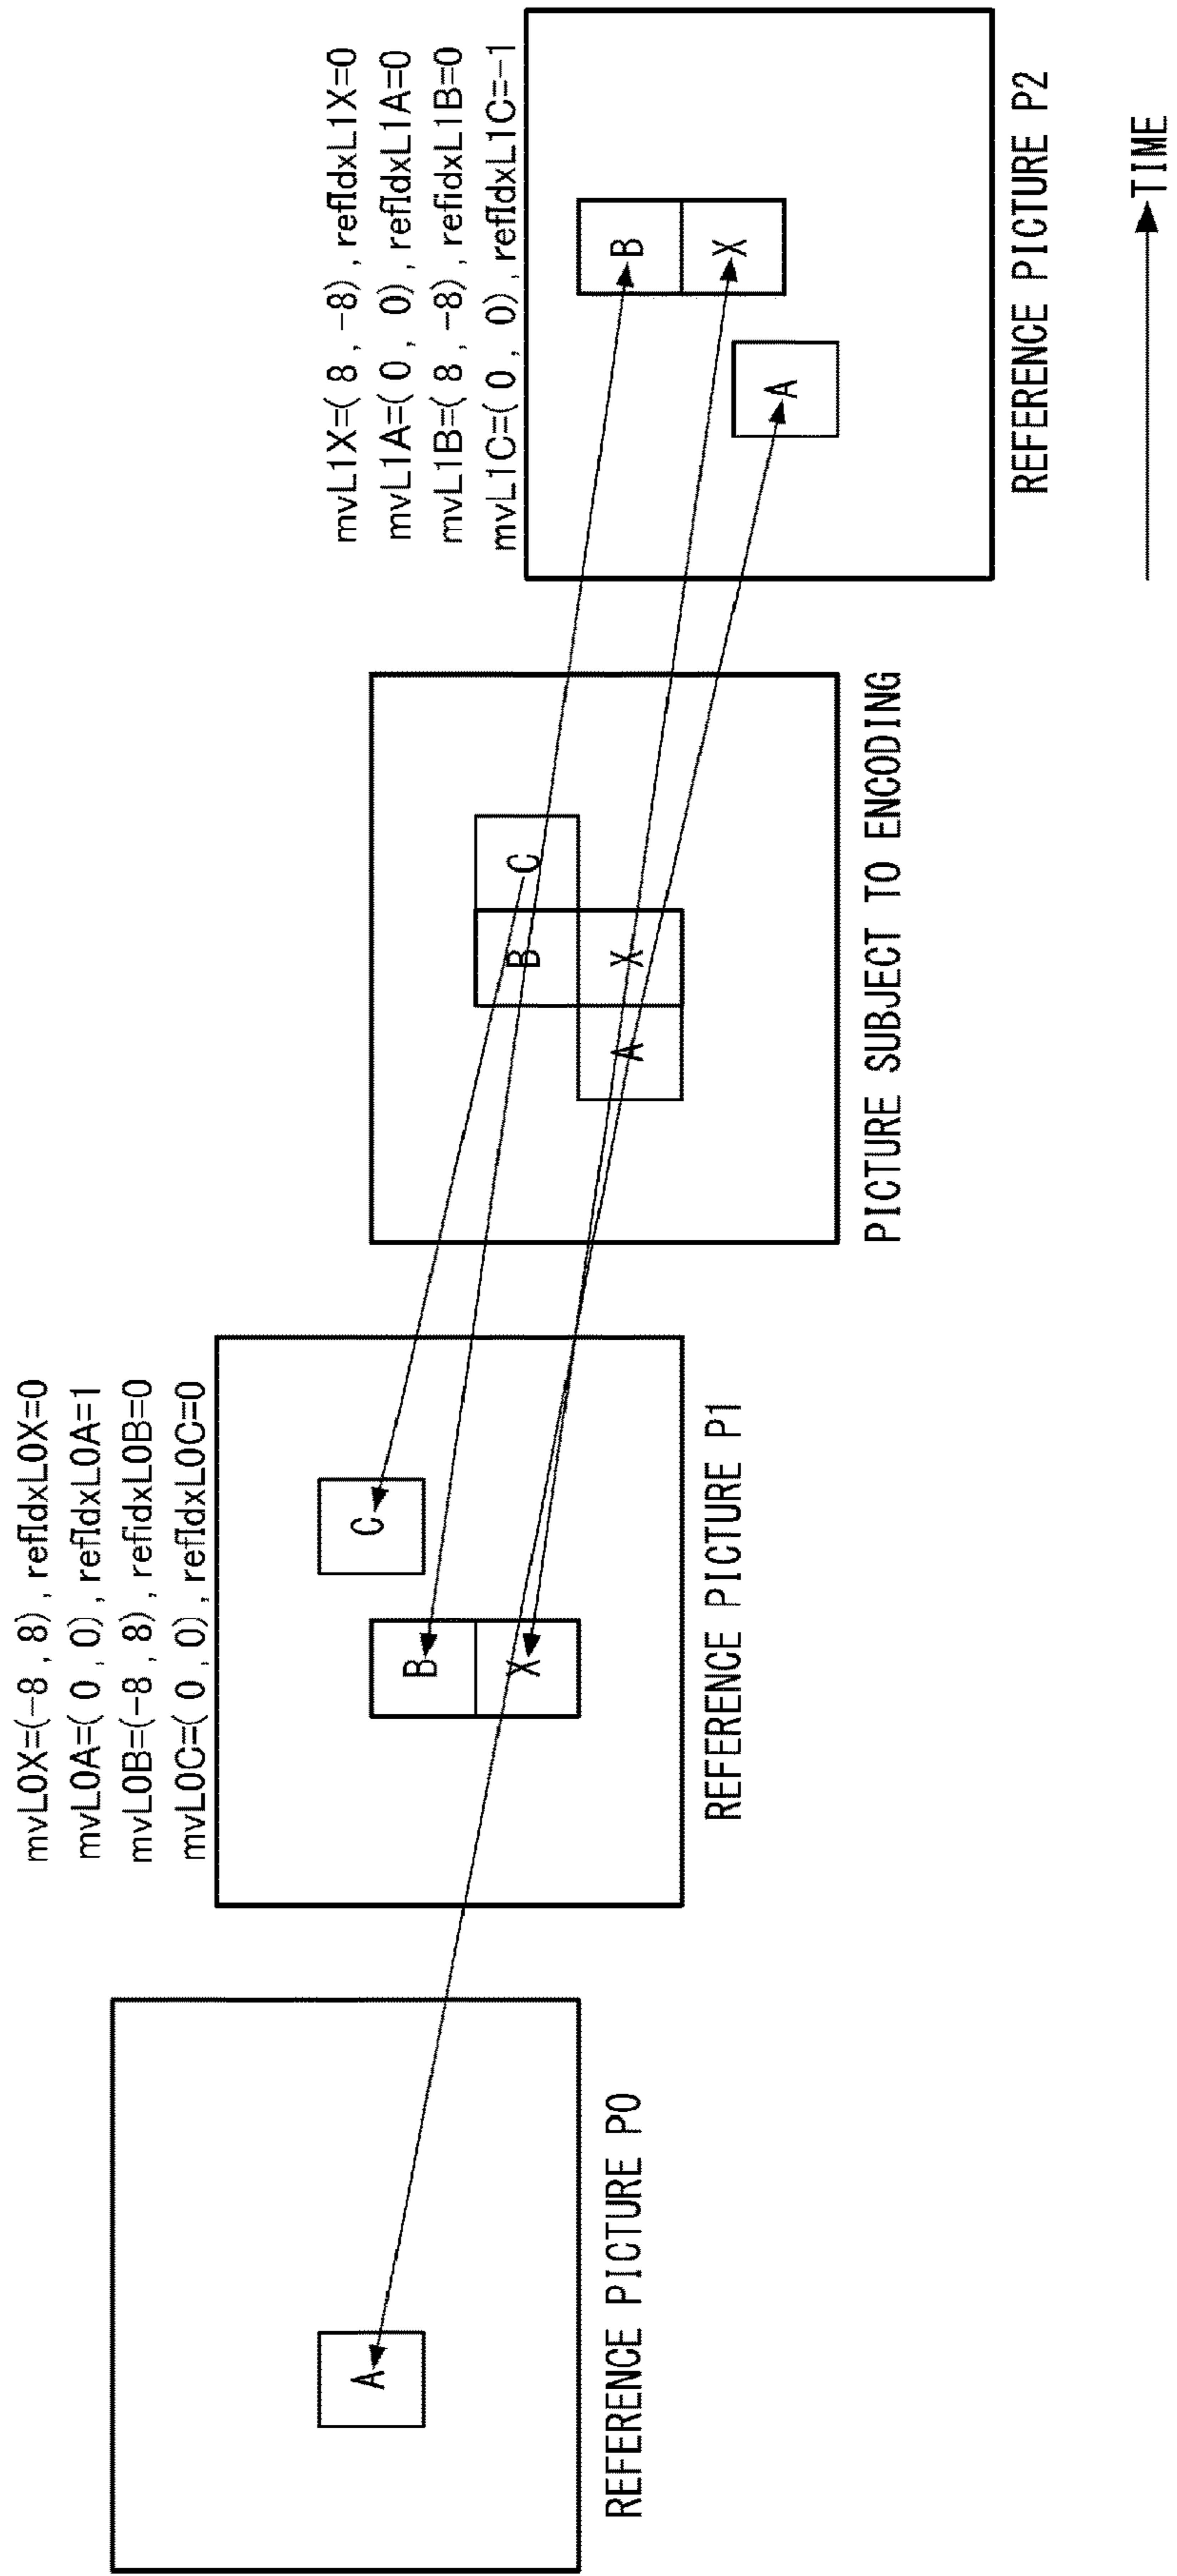 mvL0X=(-8, 8), refIdxL0X=0
mvL0A=( 0, 0), refIdxL0A=1
mvL0B=(-8, 8), refidxL0B=0
mvL0C=( 0, 0), refIdxL0C=0
mvL1X=( 8, -8), refIdxL1X=0
mvL1A=( 0, 0), refIdxL1A=0
mvL1B=( 8, -8), refidxL1B=0
mvL1C=( 0, 0), refIdxL1C=-1
A
REFERENCE PICTURE P0
C
B
X
REFERENCE PICTURE P1
B
C
A
X
PICTURE SUBJECT TO ENCODING
B
X
A
REFERENCE PICTURE P2
TIME